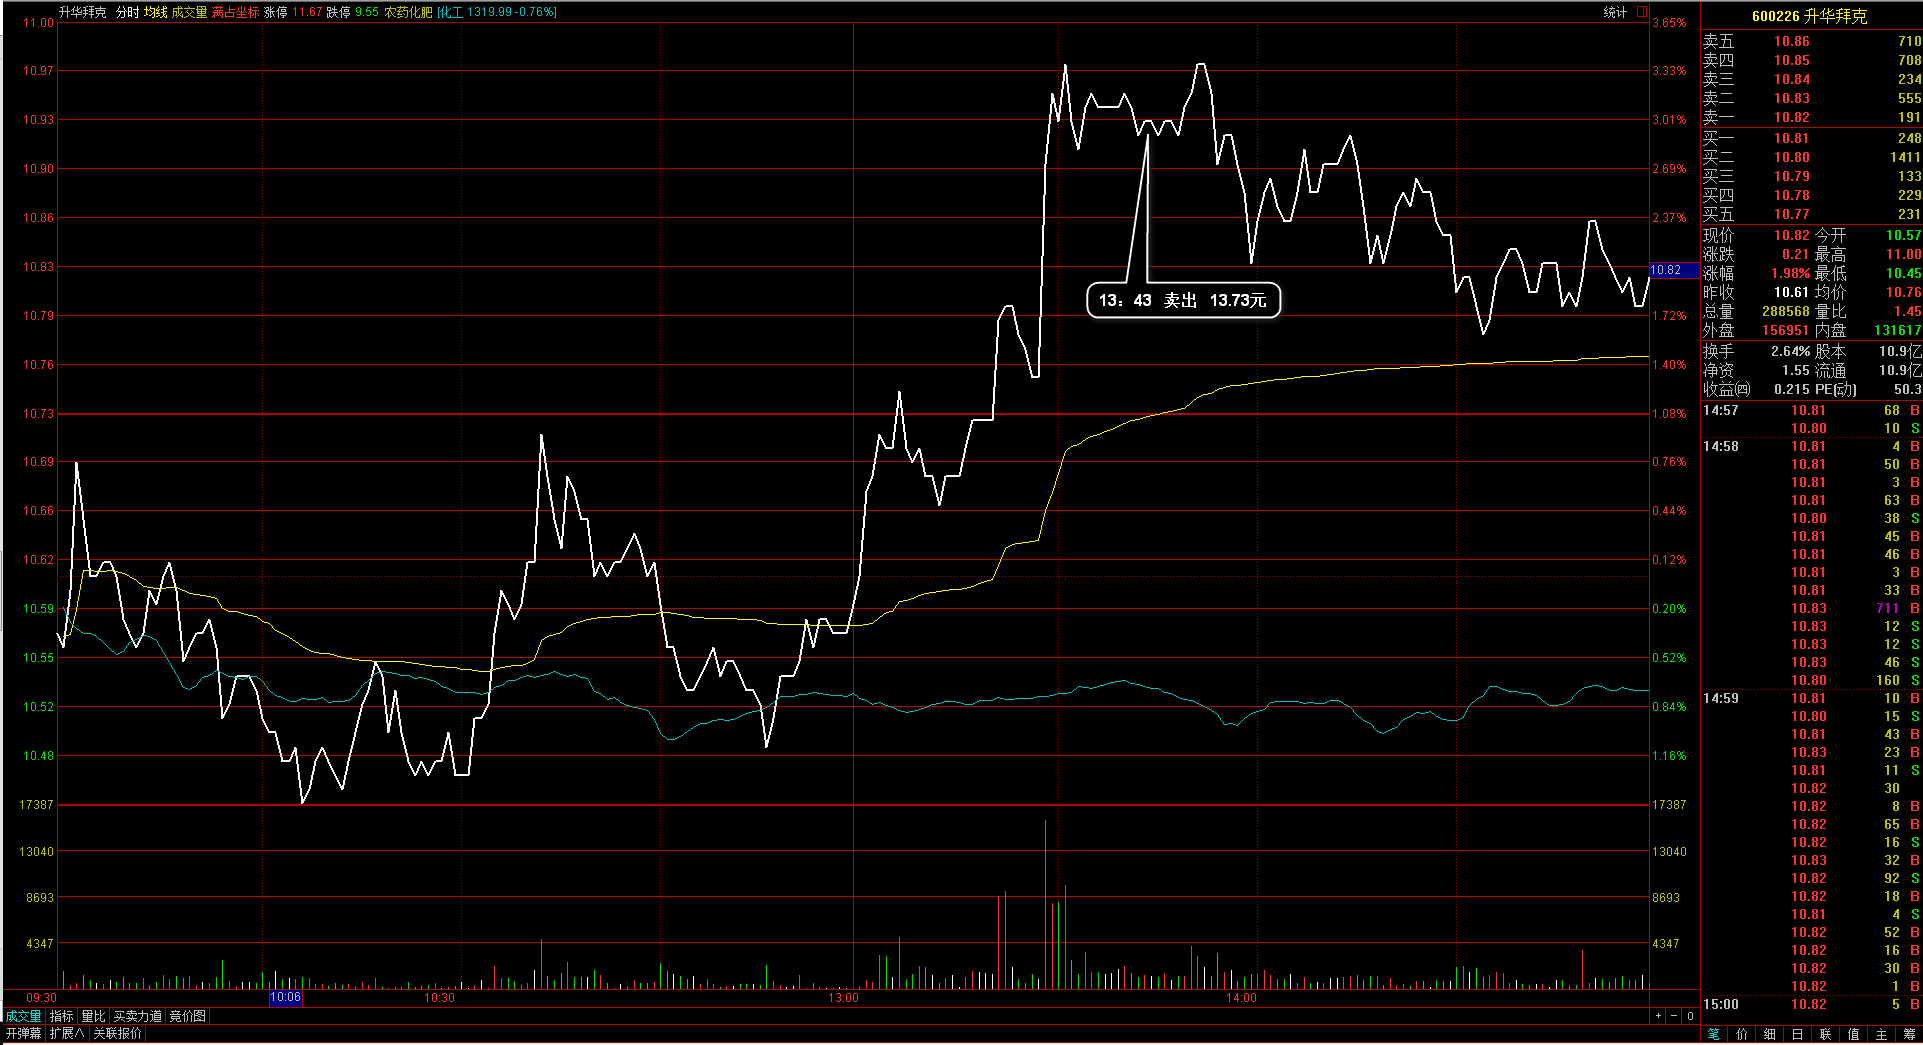 升华拜克 分时 均线 成交量 满占坐标 涨停 11.67 跌停 9.55 农药化肥 [化工 1319.99 -0.76%] 统计
11.00 3.65%
10.97 3.33%
10.93 3.01%
10.90 2.69%
10.86 2.37%
10.83 10.82
13：43 卖出 13.73元
10.79 1.72%
10.76 1.40%
10.73 1.08%
10.69 0.76%
10.66 0.44%
10.62 0.12%
10.59 0.20%
10.55 0.52%
10.52 0.84%
10.48 1.16%
17387 17387
13040 13040
8693 8693
4347 4347
09:30 10:06 10:30 13:00 14:00
成交量 指标 量比 买卖力道 竞价图 + - 0
开弹幕 扩展∧ 关联报价
600226 升华拜克
卖五 10.86 710
卖四 10.85 708
卖三 10.84 234
卖二 10.83 555
卖一 10.82 191
买一 10.81 248
买二 10.80 1411
买三 10.79 133
买四 10.78 229
买五 10.77 231
现价 10.82 今开 10.57
涨跌 0.21 最高 11.00
涨幅 1.98% 最低 10.45
昨收 10.61 均价 10.76
总量 288568 量比 1.45
外盘 156951 内盘 131617
换手 2.64% 股本 10.9亿
净资 1.55 流通 10.9亿
收益㈣ 0.215 PE(动) 50.3
14:57 10.81 68 B
10.80 10 S
14:58 10.81 4 B
10.81 50 B
10.81 3 B
10.81 63 B
10.80 38 S
10.81 45 B
10.81 46 B
10.81 3 B
10.81 33 B
10.83 711 B
10.83 12 S
10.83 12 S
10.83 46 S
10.80 160 S
14:59 10.81 10 B
10.80 15 S
10.81 43 B
10.83 23 B
10.81 11 S
10.82 30
10.82 8 B
10.82 65 B
10.82 16 S
10.83 32 B
10.82 92 S
10.82 18 B
10.81 4 S
10.82 52 B
10.82 16 B
10.82 30 B
10.82 1 B
15:00 10.82 5 B
笔 价 细 日 联 值 主 筹